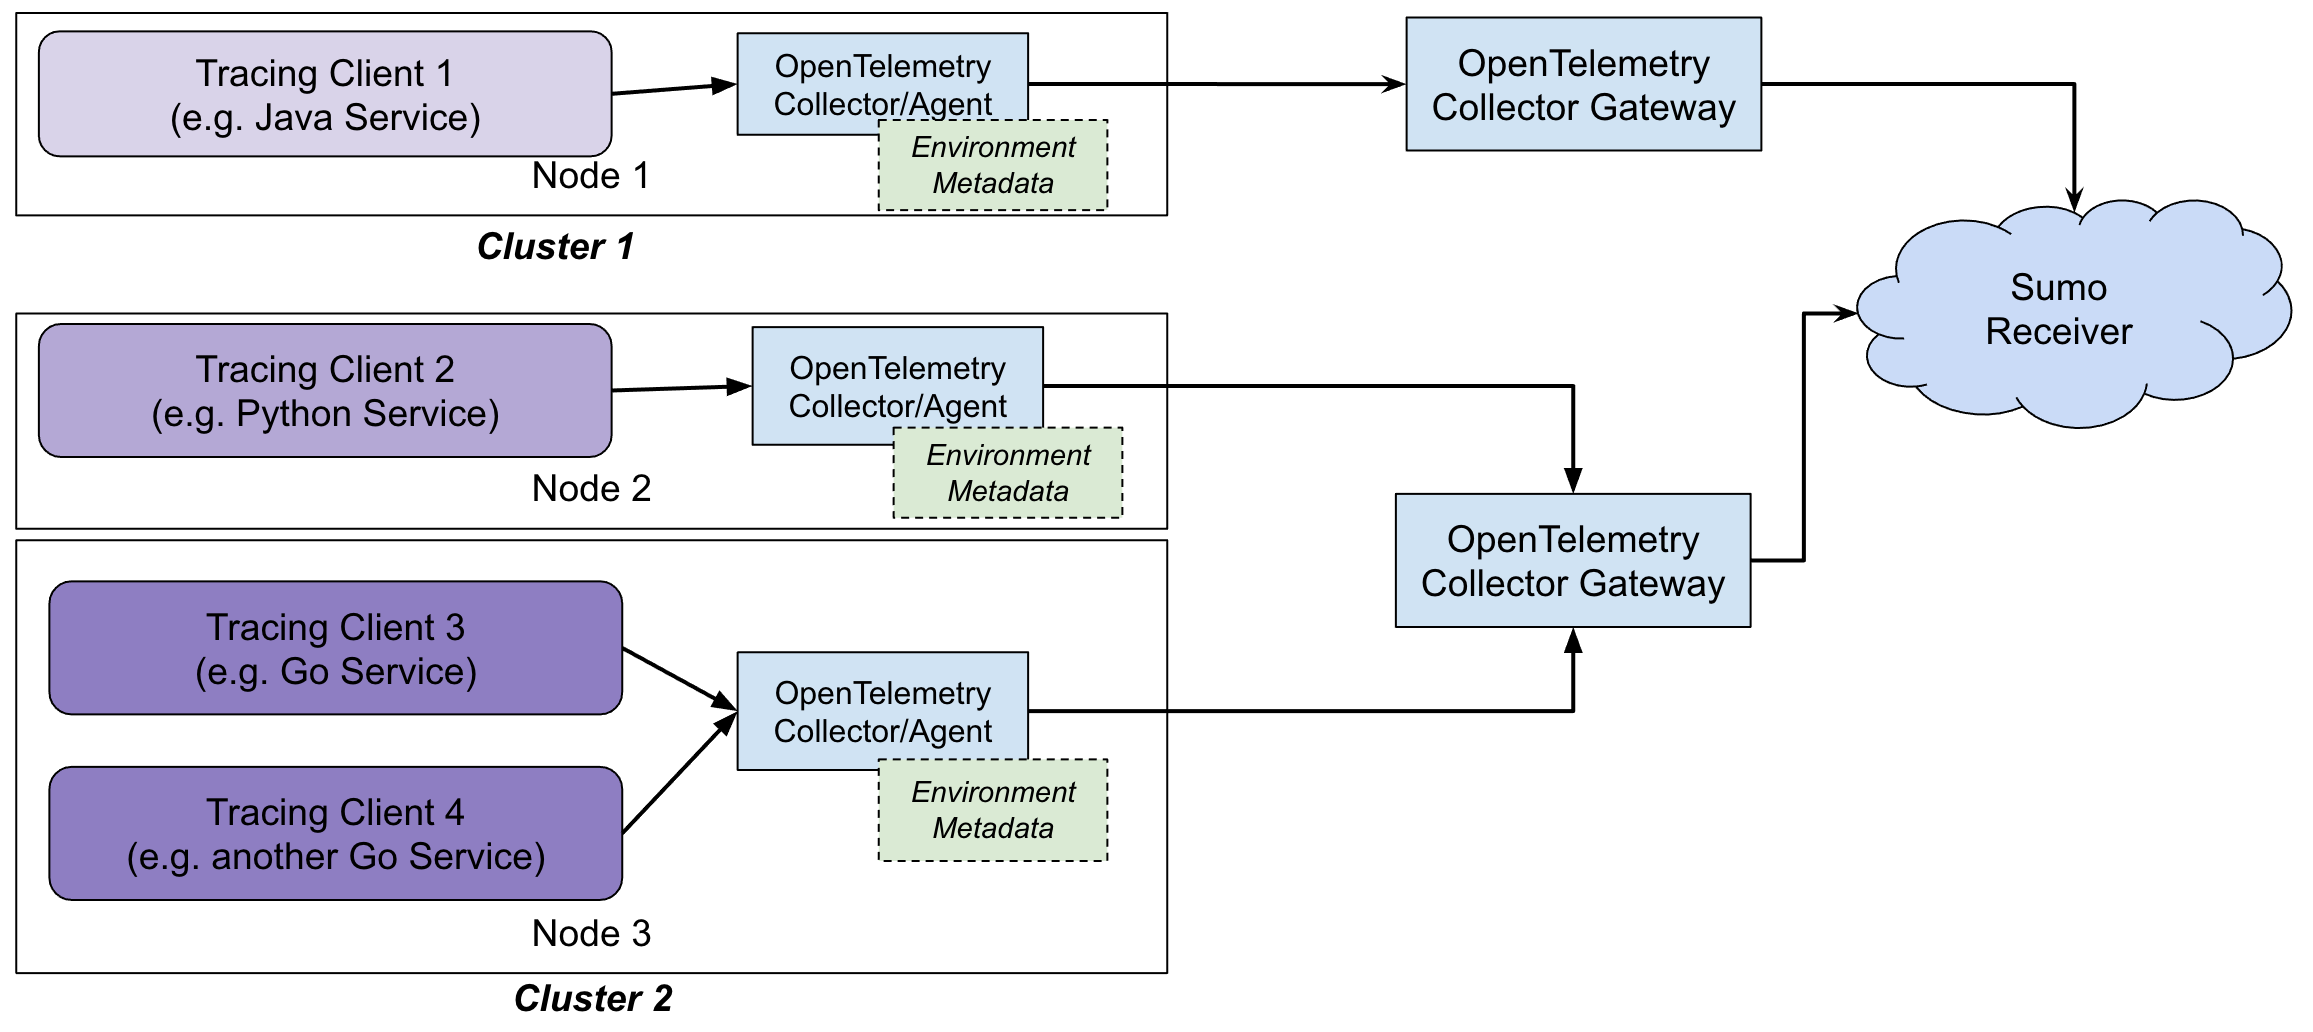 Tracing Client 1
(e.g. Java Service)
OpenTelemetry
Collector/Agent
Environment
Metadata
Node 1
Cluster 1
OpenTelemetry
Collector Gateway
Sumo
Receiver
Tracing Client 2
(e.g. Python Service)
OpenTelemetry
Collector/Agent
Environment
Metadata
Node 2
OpenTelemetry
Collector Gateway
Tracing Client 3
(e.g. Go Service)
OpenTelemetry
Collector/Agent
Environment
Metadata
Tracing Client 4
(e.g. another Go Service)
Node 3
Cluster 2